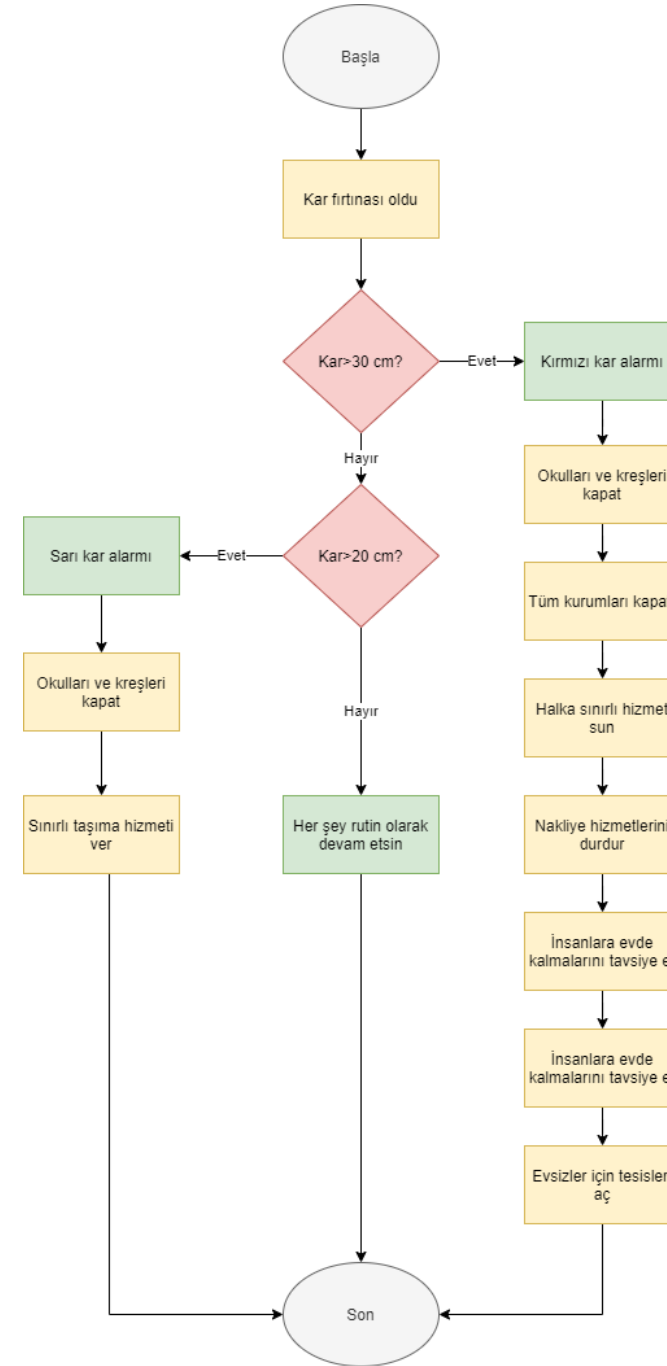 Başla
Kar fırtınası oldu
Kar>30 cm?
Evet
Kırmızı kar alarmı
Hayır
Okulları ve kreşleri
kapat
Kar>20 cm?
Evet
Sarı kar alarmı
Tüm kurumları
Okulları ve kreşleri
kapat
Hayır
Halka sınırlı hizmet
sun
Sınırlı taşıma hizmeti
ver
Her şey rutin olarak
devam etsin
Nakliye hizmetlerini
durdur
İnsanlara evde
kalmalarını tavsiye
İnsanlara evde
kalmalarını tavsiye
Evsizler için
aç
Son